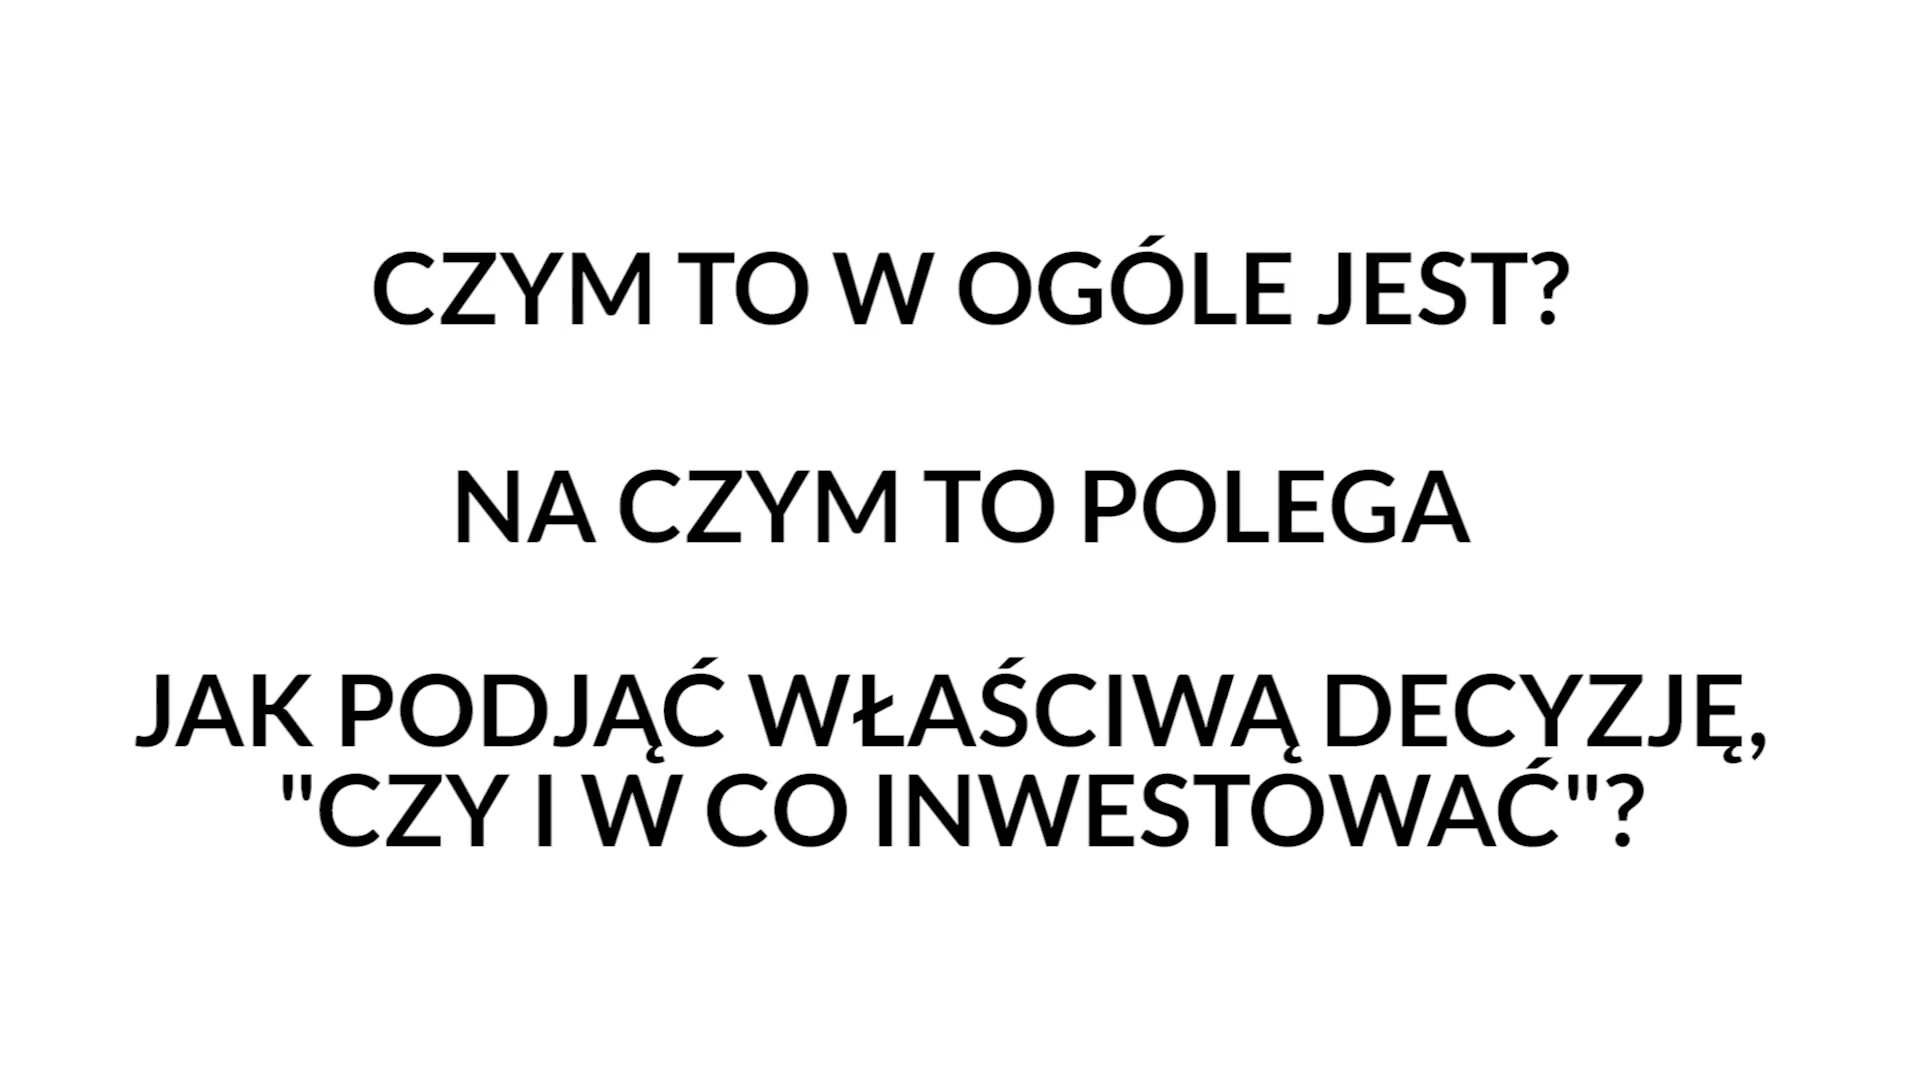 CZYM TO W OGÓLE JEST?
NA CZYM TO POLEGA
JAK PODJĄĆ WŁAŚCIWĄ DECYZJĘ,
"CZY I W CO INWESTOWAĆ"?